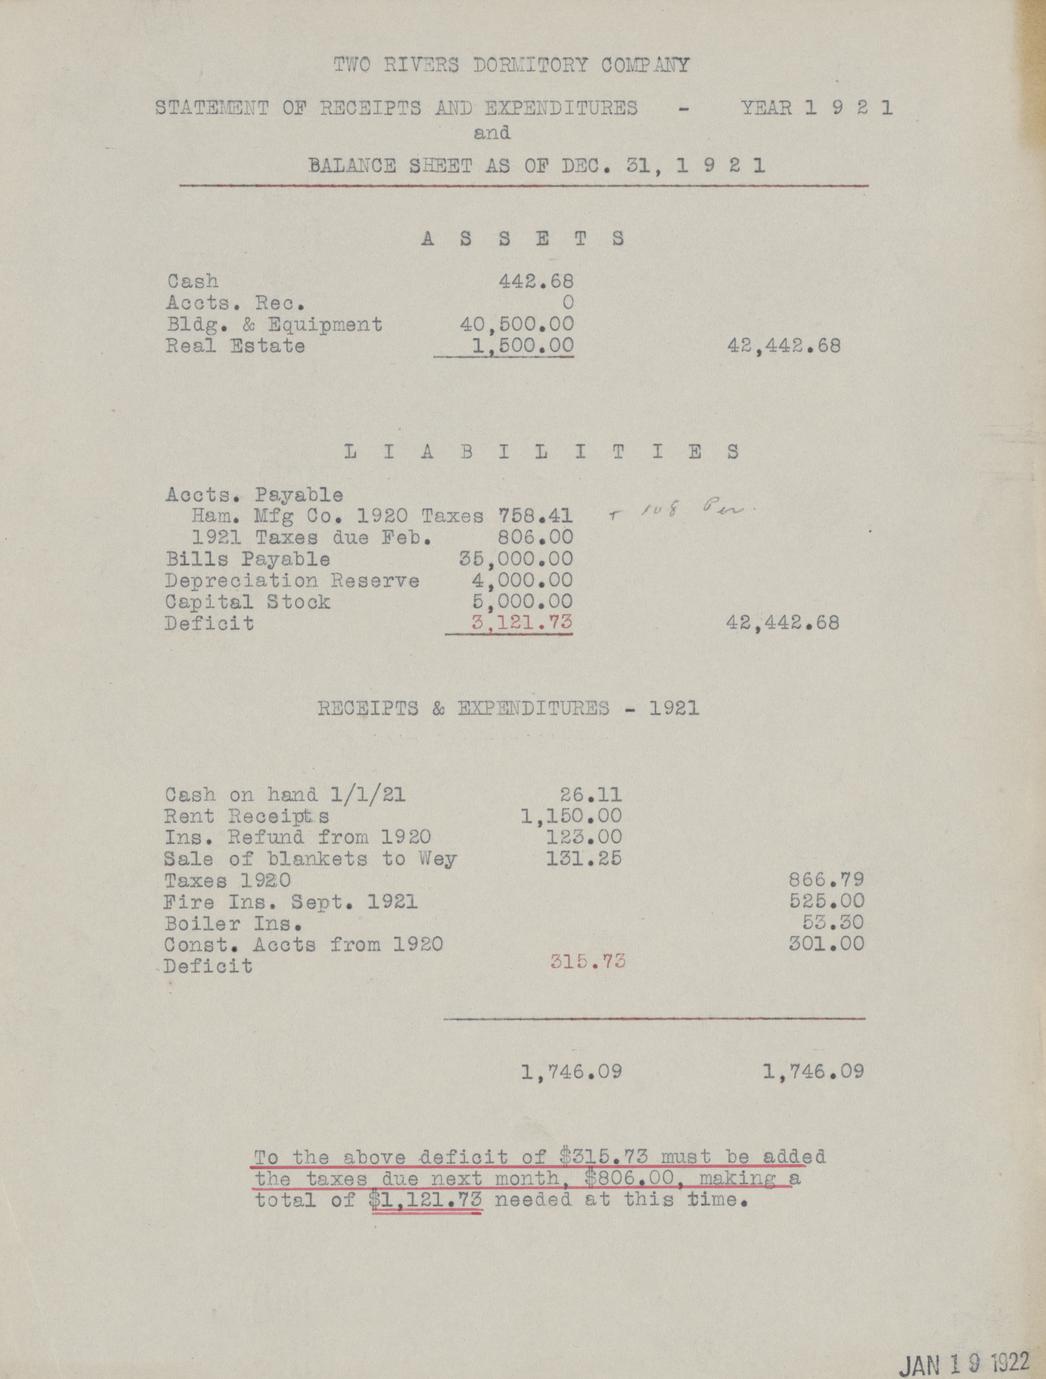 TWO RIVERS DORMITORY COMPANY
STATEMENT OF RECEIPTS AND EXPENDITURES - YEAR 1 9 2 1
and
BALANCE SHEET AS OF DEC. 31, 1 9 2 1
A S S E T S
Cash 442.68
Accts. Rec. 0
Bldg. & Equipment 40,500.00
Real Estate 1,500.00 42,442.68
L I A B I L I T I E S
Accts. Payable
Ham. Mfg Co. 1920 Taxes 758.41 + 108
1921 Taxes due Feb. 806.00
Bills Payable 35,000.00
Depreciation Reserve 4,000.00
Capital Stock 5,000.00
Deficit 3,121.73 42,442.68
RECEIPTS & EXPENDITURES - 1921
Cash on hand 1/1/21 26.11
Rent Receipts 1,150.00
Ins. Refund from 1920 123.00
Sale of blankets to Wey 131.25
Taxes 1920 866.79
Fire Ins. Sept. 1921 525.00
Boiler Ins. 53.30
Const. Accts from 1920 301.00
Deficit 315.73
1,746.09 1,746.09
To the above deficit of $315.73 must be added
the taxes due next month, $806.00, making a
total of $1,121.73 needed at this time.
JAN 19 1922